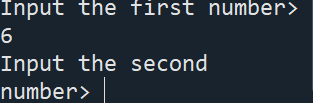 Input the first number>
6
Input the second
number>